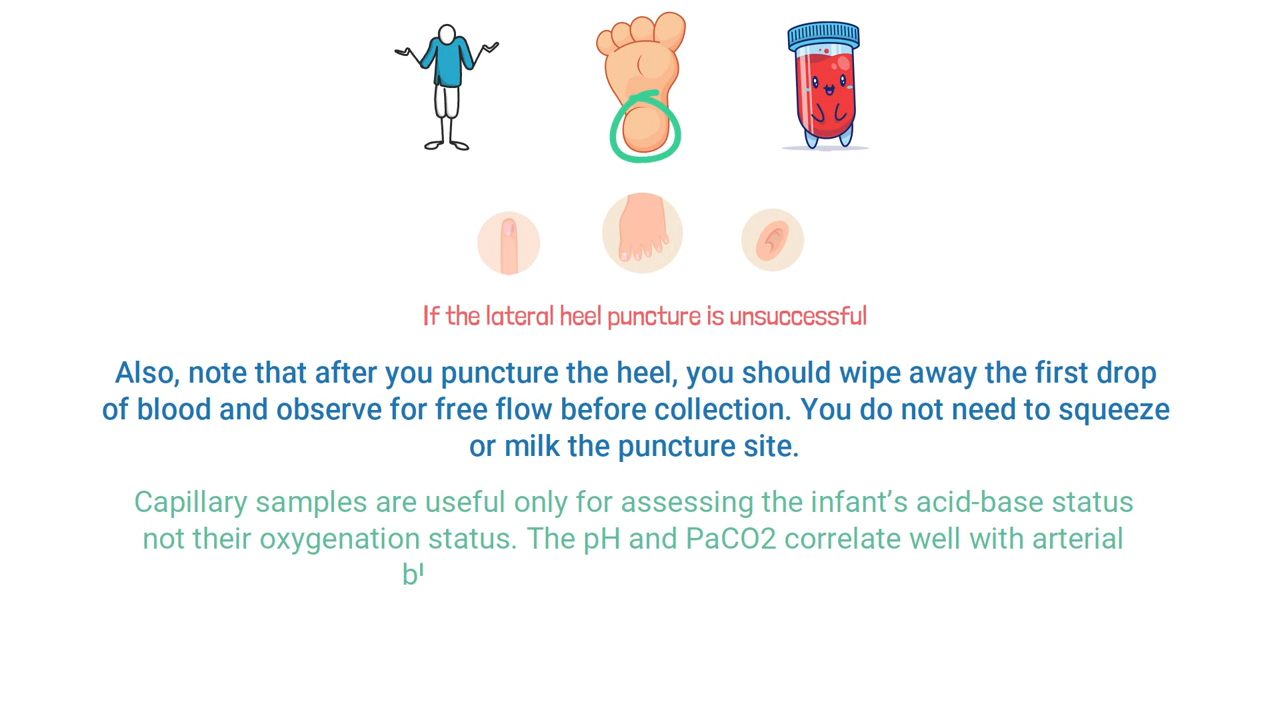 If the lateral heel puncture is unsuccessful
Also, note that after you puncture the heel, you should wipe away the first drop
of blood and observe for free flow before collection. You do not need to squeeze
or milk the puncture site.
Capillary samples are useful only for assessing the infant’s acid-base status
not their oxygenation status. The pH and PaCO2 correlate well with arterial